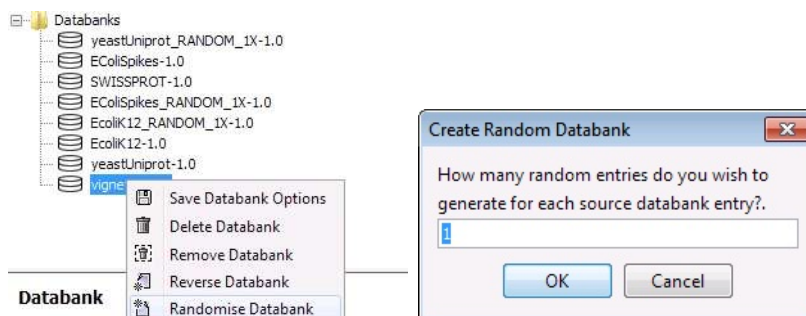 Databanks
yeastUniprot_RANDOM_1X-1.0
EColiSpikes-1.0
SWISSPROT-1.0
EColiSpikes_RANDOM_1X-1.0
EcoliK12_RANDOM_1X-1.0
EcoliK12-1.0
yeastUniprot-1.0
Save Databank Options
Delete Databank
Remove Databank
Reverse Databank
Randomise Databank
Databank
Create Random Databank
How many random entries do you wish to
generate for each source databank entry?.
1
OK
Cancel